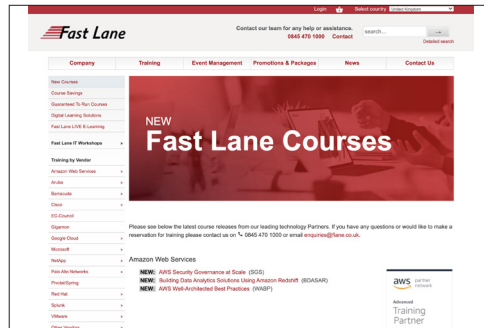 Login Select country United Kingdom
Fast Lane
Contact our team for any help or assistance.
0845 470 1000 Contact
search...
Detailed search
Company Training Event Management Promotions & Packages News Contact Us
New Courses
Course Savings
Guaranteed To Run Courses
Digital Learning Solutions
Fast Lane LIVE E-Learning
Fast Lane IT Workshops
Training by Vendor
Amazon Web Services
Aruba
Barracuda
Cisco
EC-Council
Gigamon
Google Cloud
Microsoft
NetApp
Palo Alto Networks
Pivotal/Spring
Red Hat
Splunk
VMware
Other Vendors
NEW
Fast Lane Courses
Please see below the latest course releases from our leading technology Partners. If you have any questions or would like to make a
reservation for training please contact us on 0845 470 1000 or email enquiries@flane.co.uk.
Amazon Web Services
NEW: AWS Security Governance at Scale (SGS)
NEW: Building Data Analytics Solutions Using Amazon Redshift (BDASAR)
NEW: AWS Well-Architected Best Practices (WABP)
aws partner
network
Advanced
Training
Partner